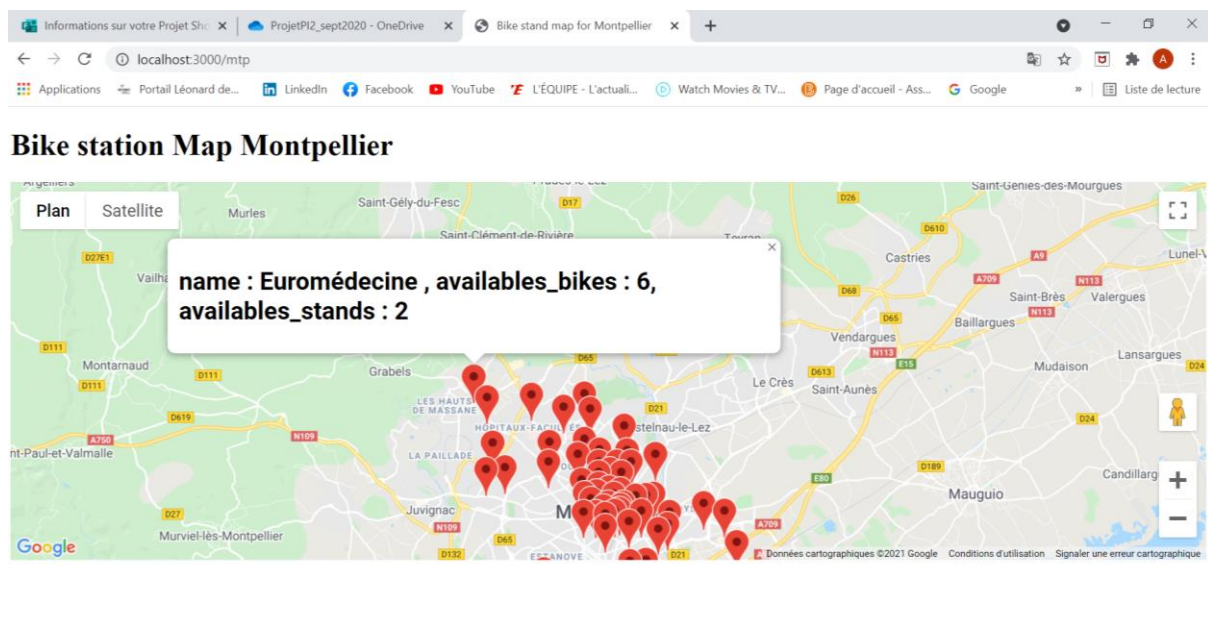 Informations sur votre Projet Sho
ProjetPI2_sept2020 - OneDrive
Bike stand map for Montpellier
localhost:3000/mtp
A
Applications
Portail Léonard de...
LinkedIn
Facebook
YouTube
L'ÉQUIPE - L'actuali...
Watch Movies & TV...
Page d'accueil - Ass...
Google
»
Liste de lecture
Bike station Map Montpellier
Plan
Satellite
Murles
Saint-Gély-du-Fesc
D17
D26
Saint-Geniès-des-Mourgues
Saint-Clément-de-Rivière
D610
D27E1
Castries
A9
Lunel-V
Vailha
name : Euromédecine , availables_bikes : 6,
availables_stands : 2
A709
N113
D68
Saint-Brès
Valergues
N113
D65
Baillargues
Vendargues
D111
N113
D65
E15
Lansargues
Montarnaud
D111
Grabels
D613
Mudaison
D24
D111
Le Crès
Saint-Aunès
LES HAUTS
DE MASSANE
D21
D619
D24
HÔPITAUX-FACUL
stelnau-le-Lez
A750
N109
nt-Paul-et-Valmalle
LA PAILLADE
D189
E80
Candillarg
Mauguio
Juvignac
M
D27
N109
A709
Murviel-lès-Montpellier
D65
Google
D132
ESTANOVE
D21
Données cartographiques ©2021 Google
Conditions d'utilisation
Signaler une erreur cartographique